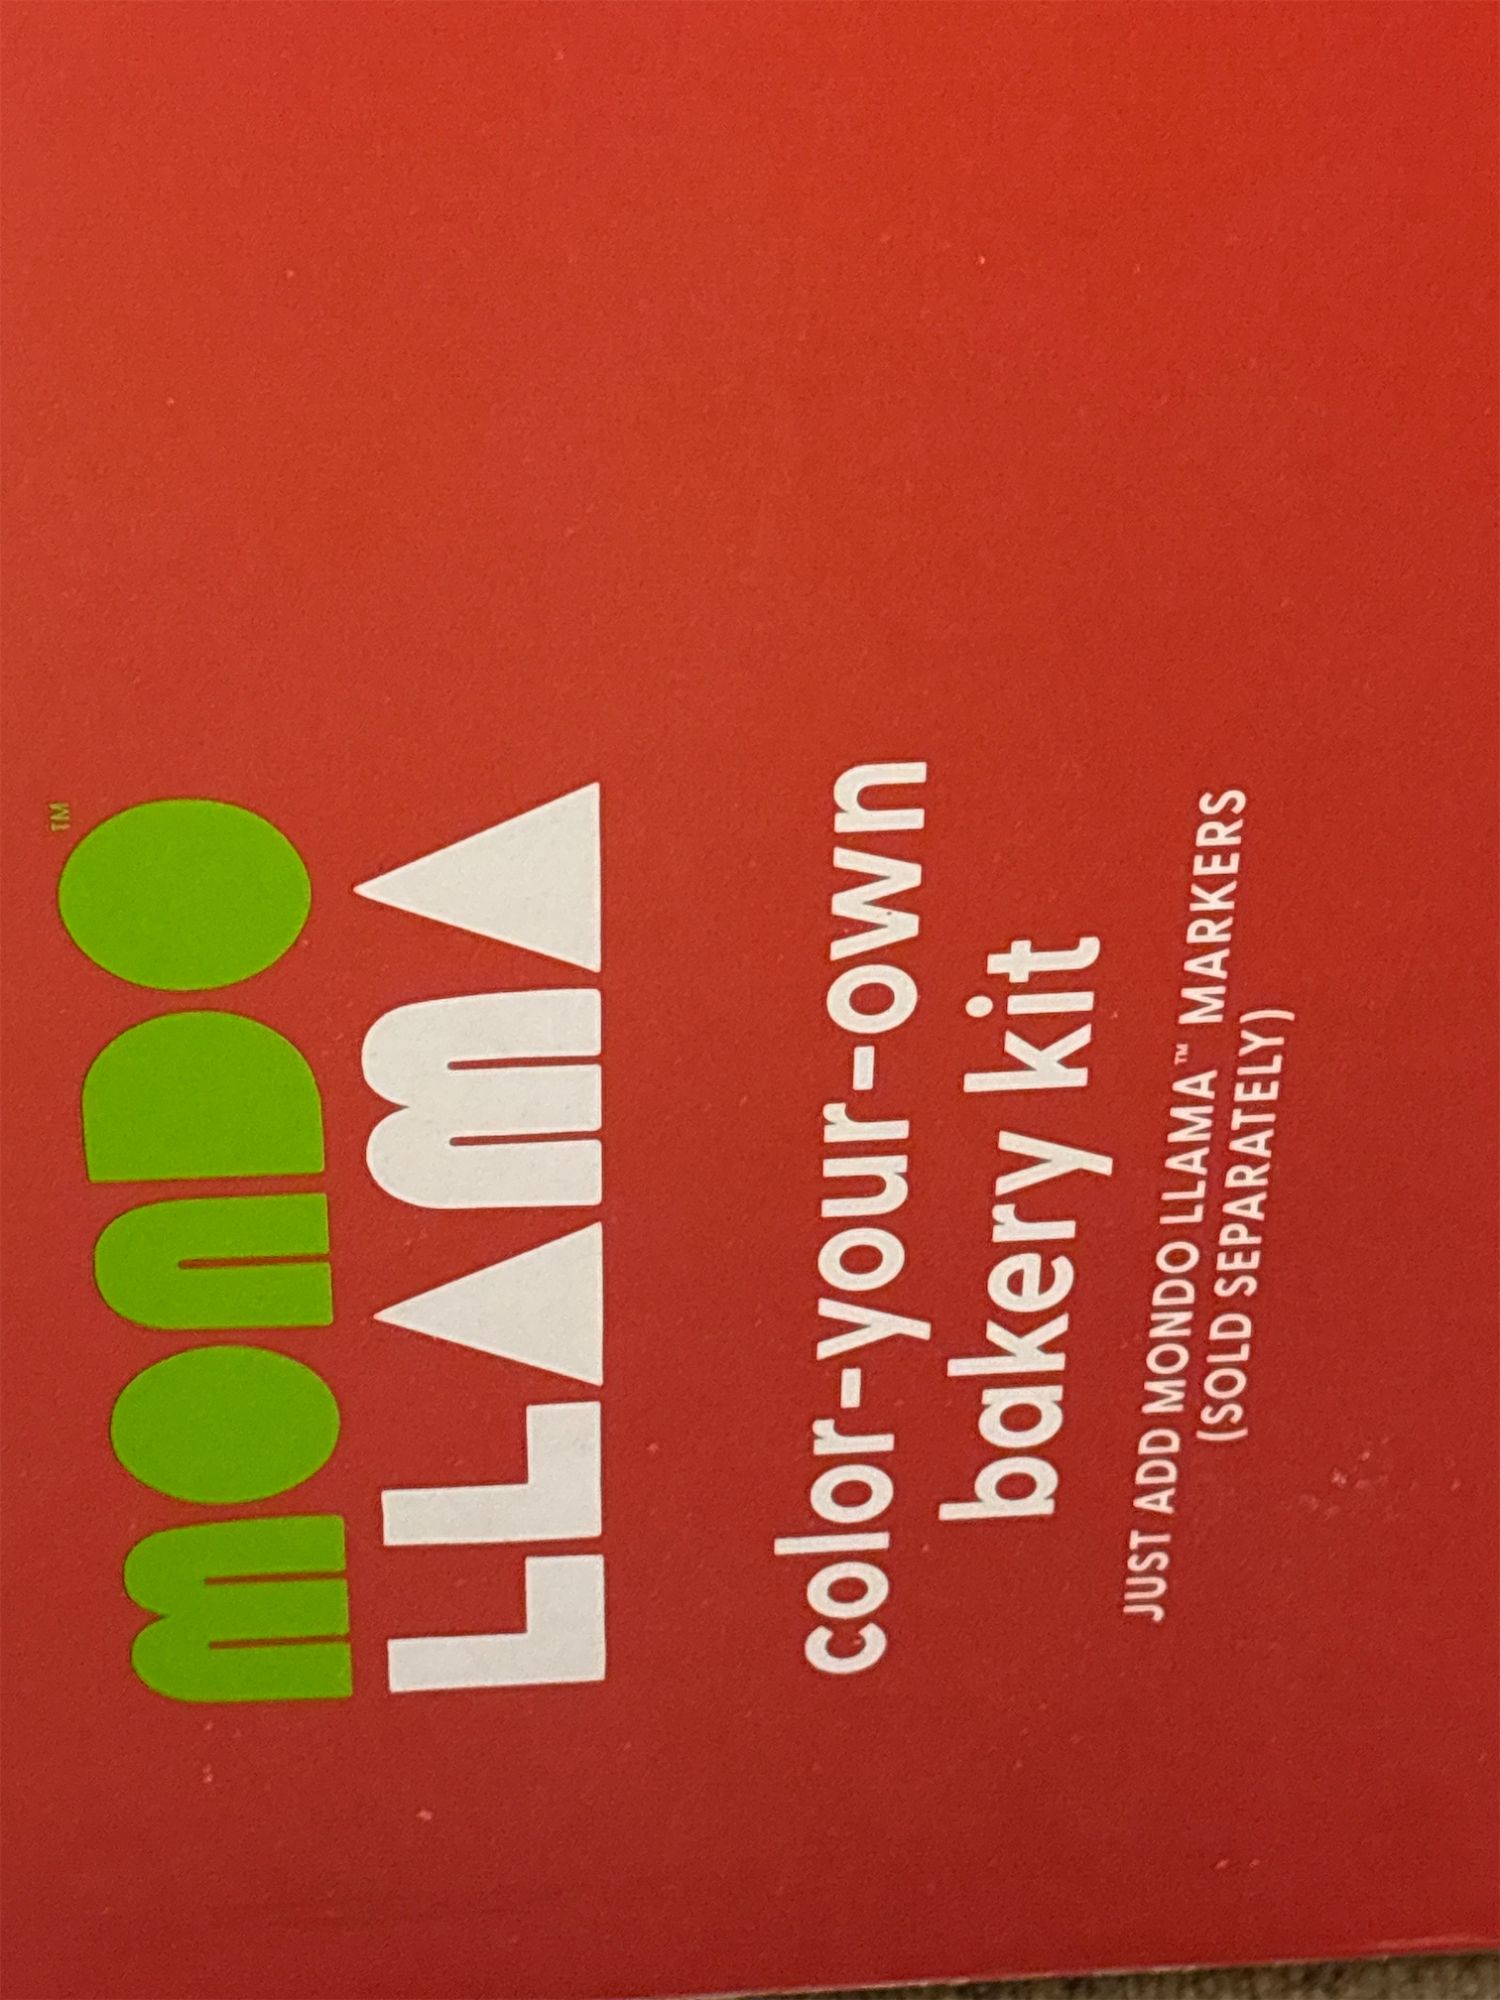 MONDO™
LLAMA
color-your-own
bakery kit
JUST ADD MONDO LLAMA™ MARKERS
(SOLD SEPARATELY)